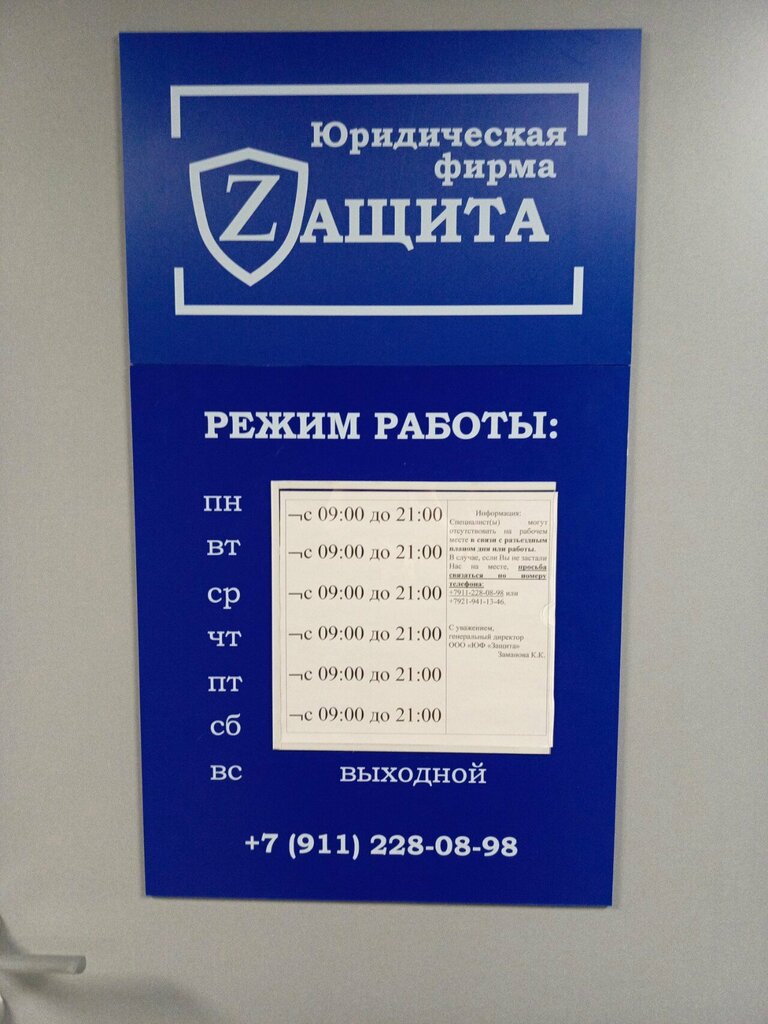 Юридическая
фирма
ZАЩИТА
РЕЖИМ РАБОТЫ:
пн ¬с 09:00 до 21:00
вт ¬с 09:00 до 21:00
ср ¬с 09:00 до 21:00
чт ¬с 09:00 до 21:00
пт ¬с 09:00 до 21:00
сб ¬с 09:00 до 21:00
вс выходной
Информация:
Специалист(ы) могут
отсутствовать на рабочем
месте в связи с разъездным
планом дня или работы.
В случае, если Вы не застали
Нас на месте, просьба
связаться по номеру
телефона:
+7911-228-08-98 или
+7921-941-13-46.
С уважением,
генеральный директор
ООО «ЮФ «Защита»
Заманова К.К.
+7 (911) 228-08-98